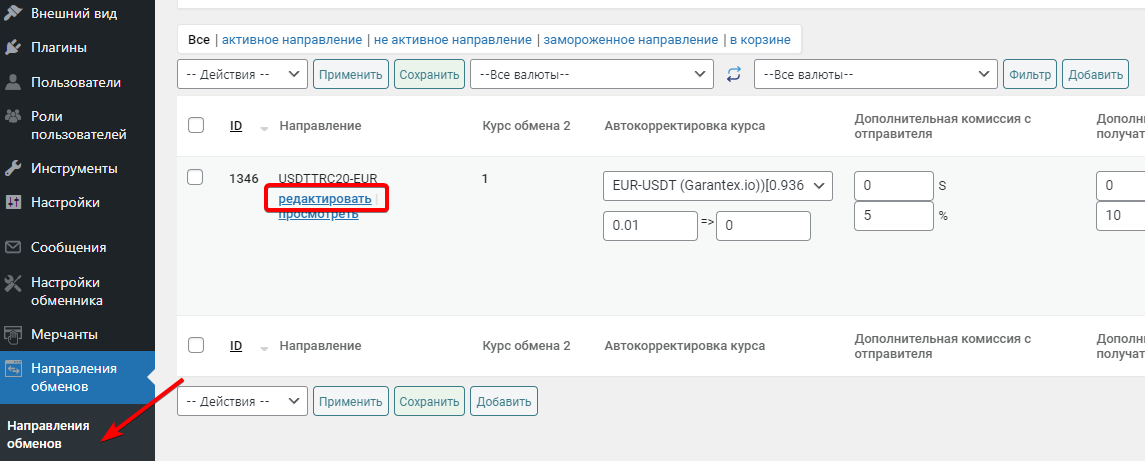 Внешний вид
Плагины
Пользователи
Роли
пользователей
Инструменты
Настройки
Сообщения
Настройки
обменника
Мерчанты
Направления
обменов
Направления
обменов
Все | активное направление | не активное направление | замороженное направление | в корзине
-- Действия -- Применить Сохранить --Все валюты-- --Все валюты-- Фильтр Добавить
ID Направление Курс обмена 2 Автокорректировка курса Дополнительная комиссия с Дополни
отправителя получат
1346 USDTTRC20-EUR 1 EUR-USDT (Garantex.io))[0.936 0 S 0
редактировать |
просмотреть
0.01 => 0 5 % 10
ID Направление Курс обмена 2 Автокорректировка курса Дополнительная комиссия с Дополни
отправителя получат
-- Действия -- Применить Сохранить Добавить